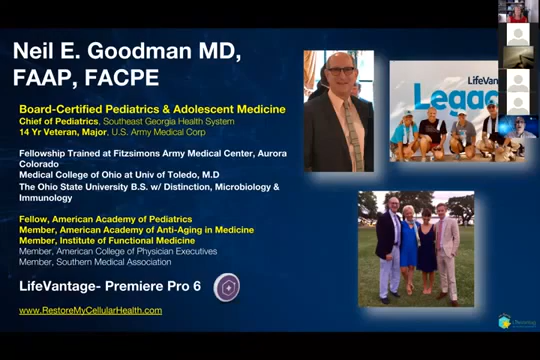 Neil E. Goodman MD,
FAAP, FACPE
Board-Certified Pediatrics & Adolescent Medicine
Chief of Pediatrics, Southeast Georgia Health System
14 Yr Veteran, Major, U.S. Army Medical Corp
Fellowship Trained at Fitzsimons Army Medical Center, Aurora
Colorado
Medical College of Ohio at Univ of Toledo, M.D
The Ohio State University B.S. w/ Distinction, Microbiology &
Immunology
Fellow, American Academy of Pediatrics
Member, American Academy of Anti-Aging in Medicine
Member, Institute of Functional Medicine
Member, American College of Physician Executives
Member, Southern Medical Association
LifeVantage- Premiere Pro 6
www.RestoreMyCellularHealth.com
LifeVant
Legac